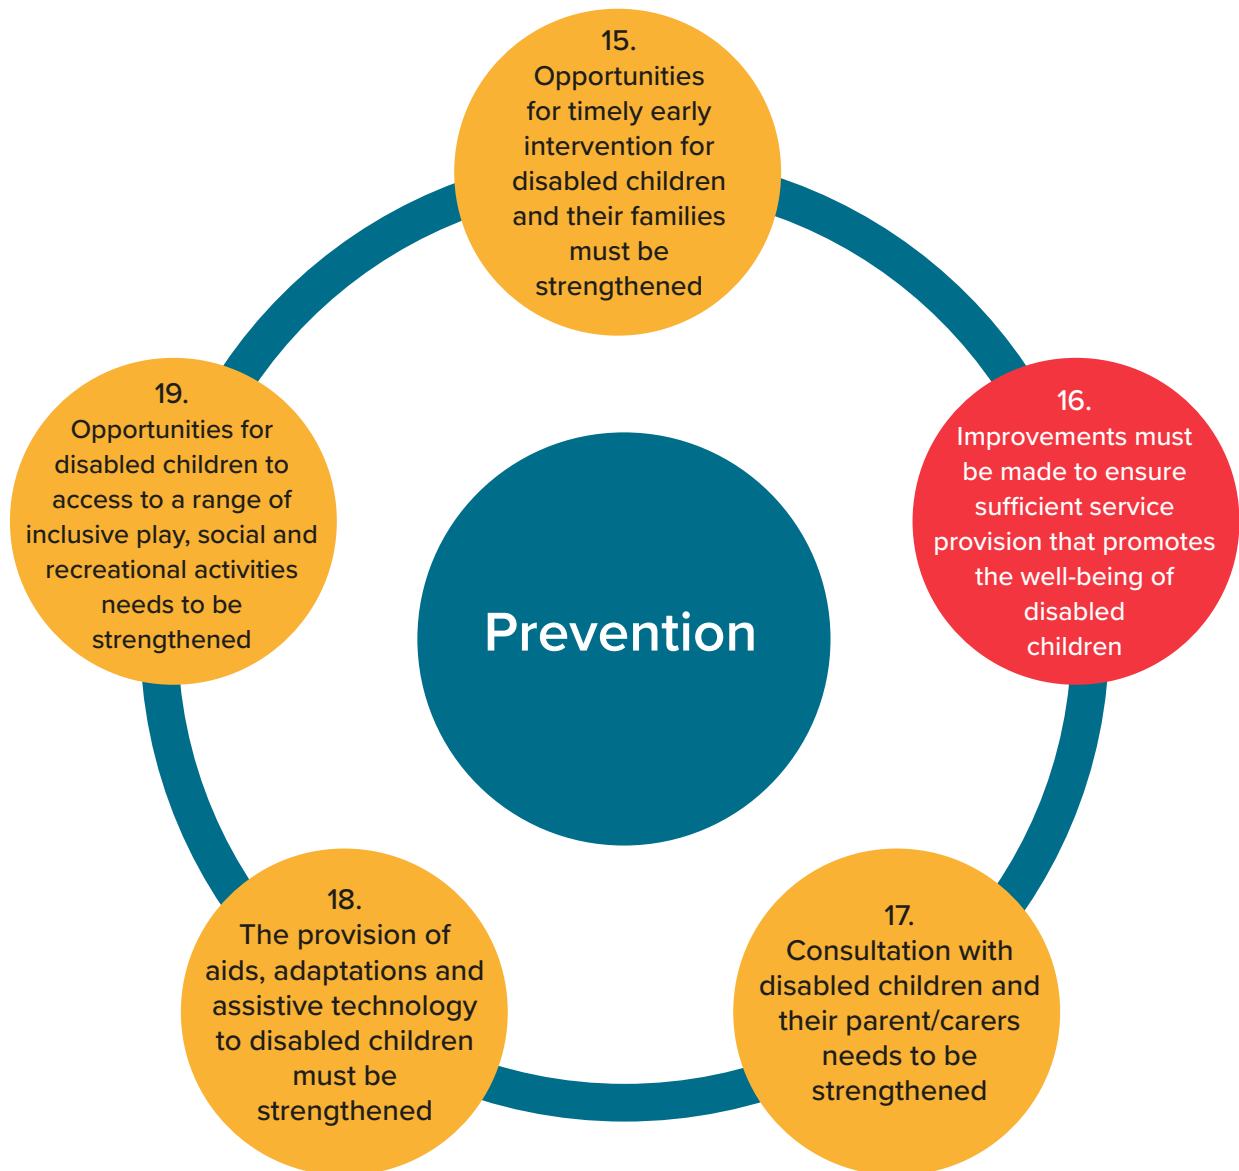 15.
Opportunities
for timely early
intervention for
disabled children
and their families
must be
strengthened
16.
Improvements must
be made to ensure
sufficient service
provision that promotes
the well-being of
disabled
children
17.
Consultation with
disabled children and
their parent/carers
needs to be
strengthened
18.
The provision of
aids, adaptations and
assistive technology
to disabled children
must be
strengthened
19.
Opportunities for
disabled children to
access to a range of
inclusive play, social and
recreational activities
needs to be
strengthened
Prevention